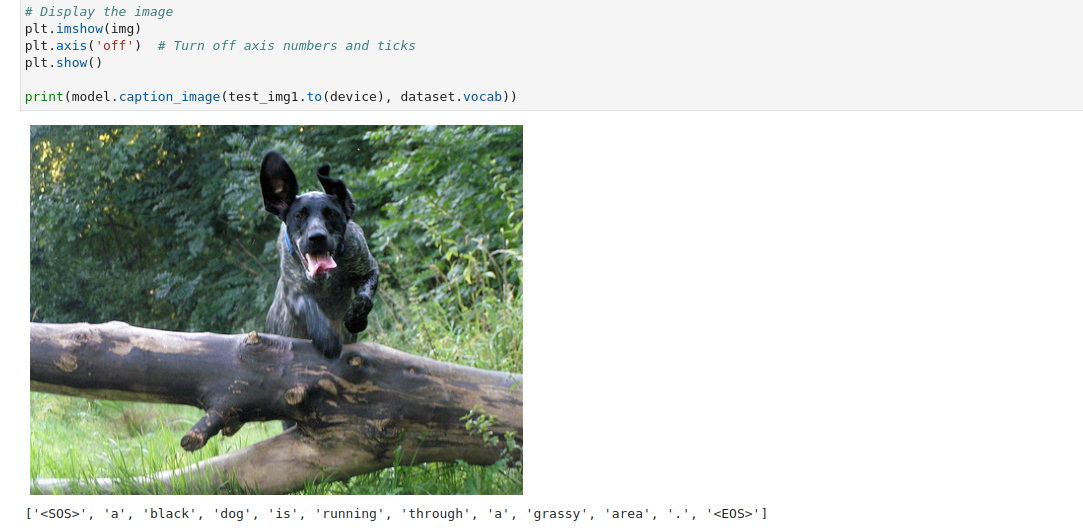 # Display the image
plt.imshow(img)
plt.axis('off')  # Turn off axis numbers and ticks
plt.show()
print(model.caption_image(test_img1.to(device), dataset.vocab))
['<SOS>', 'a', 'black', 'dog', 'is', 'running', 'through', 'a', 'grassy', 'area', '.', '<EOS>']